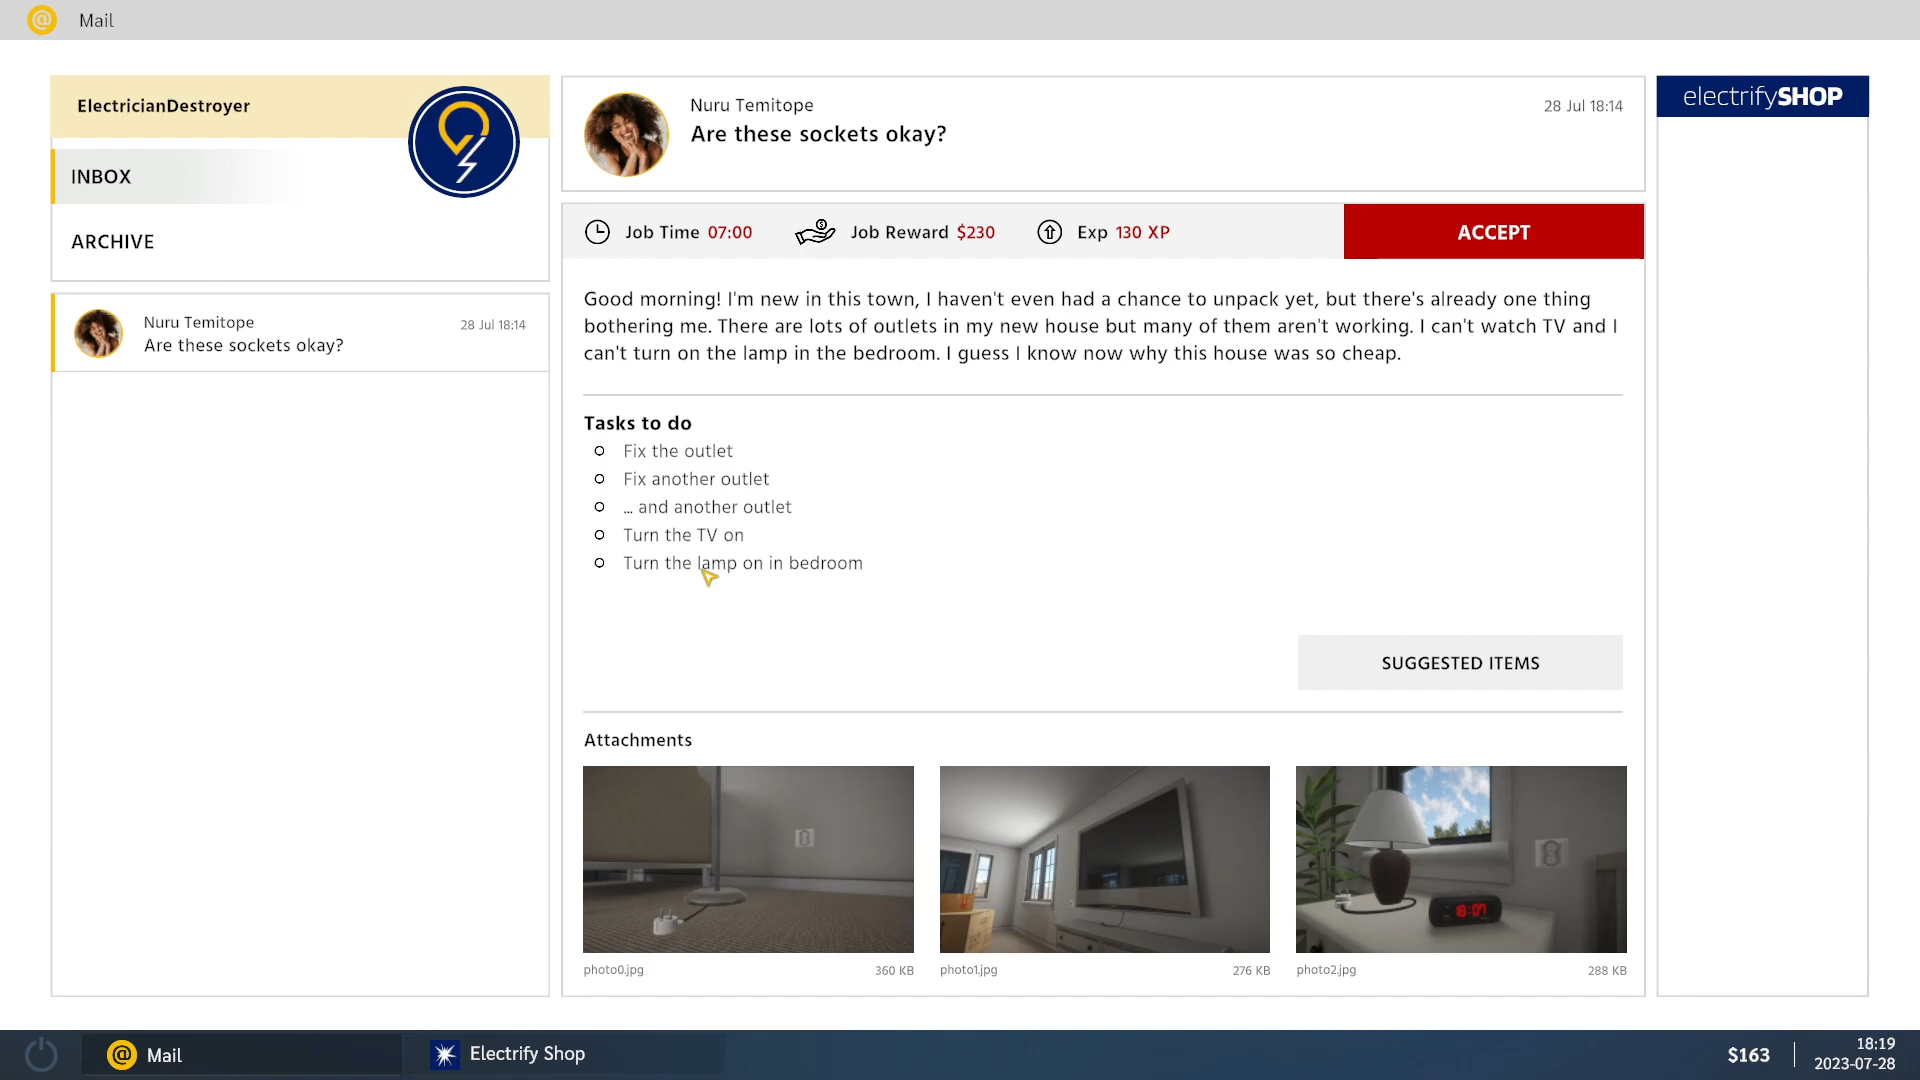 Mail
ElectricianDestroyer
INBOX
ARCHIVE
Nuru Temitope
28 Jul 18:14
Are these sockets okay?
Nuru Temitope
28 Jul 18:14
Are these sockets okay?
electrifySHOP
Job Time 07:00
Job Reward $230
Exp 130 XP
ACCEPT
Good morning! I'm new in this town, I haven't even had a chance to unpack yet, but there's already one thing
bothering me. There are lots of outlets in my new house but many of them aren't working. I can't watch TV and I
can't turn on the lamp in the bedroom. I guess I know now why this house was so cheap.
Tasks to do
Fix the outlet
Fix another outlet
... and another outlet
Turn the TV on
Turn the lamp on in bedroom
SUGGESTED ITEMS
Attachments
18:07
photo0.jpg
360 KB
photo1.jpg
276 KB
photo2.jpg
288 KB
Mail
Electrify Shop
$163
18:19
2023-07-28